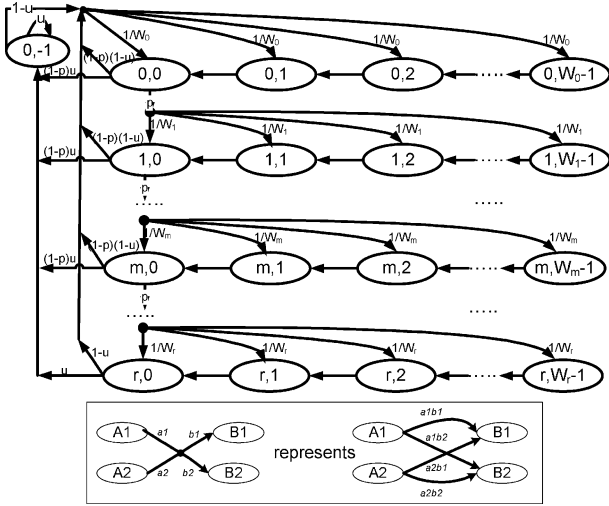 1-u
u
0,-1
1/W0 1/W0 1/W0 1/W0
(1-p)(1-u)
(1-p)u
0,0 0,1 0,2 ...... 0,W0-1
p
1/W1 1/W1 1/W1 1/W1
(1-p)(1-u)
(1-p)u
1,0 1,1 1,2 ...... 1,W1-1
p
...... .....
1/Wm 1/Wm 1/Wm 1/Wm
(1-p)(1-u)
(1-p)u
m,0 m,1 m,2 ...... m,Wm-1
p
...... .....
1/Wr 1/Wr 1/Wr 1/Wr
1-u
u
r,0 r,1 r,2 ...... r,Wr-1
A1 a1 b1 B1
A2 a2 b2 B2
represents
A1 a1b1 B1
a1b2
a2b1
A2 a2b2 B2